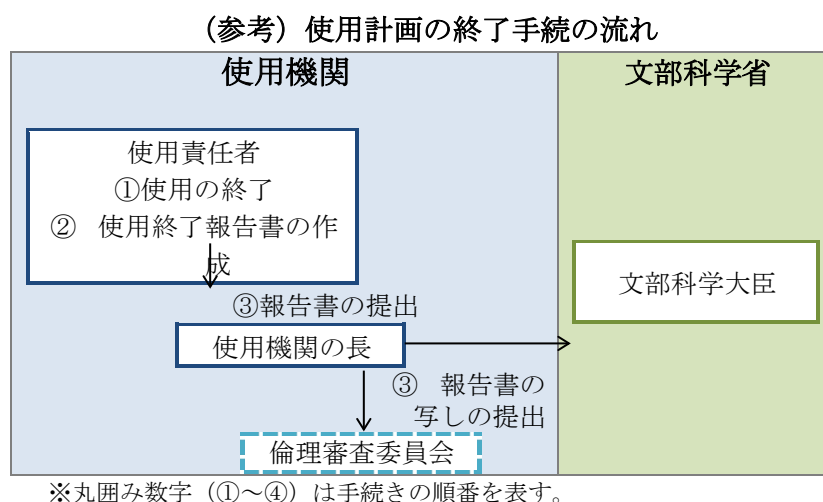 （参考）使用計画の終了手続の流れ
使用機関
文部科学省
使用責任者
①使用の終了
② 使用終了報告書の作
成
③報告書の提出
文部科学大臣
使用機関の長
③ 報告書の
写しの提出
倫理審査委員会
※丸囲み数字（①～④）は手続きの順番を表す。